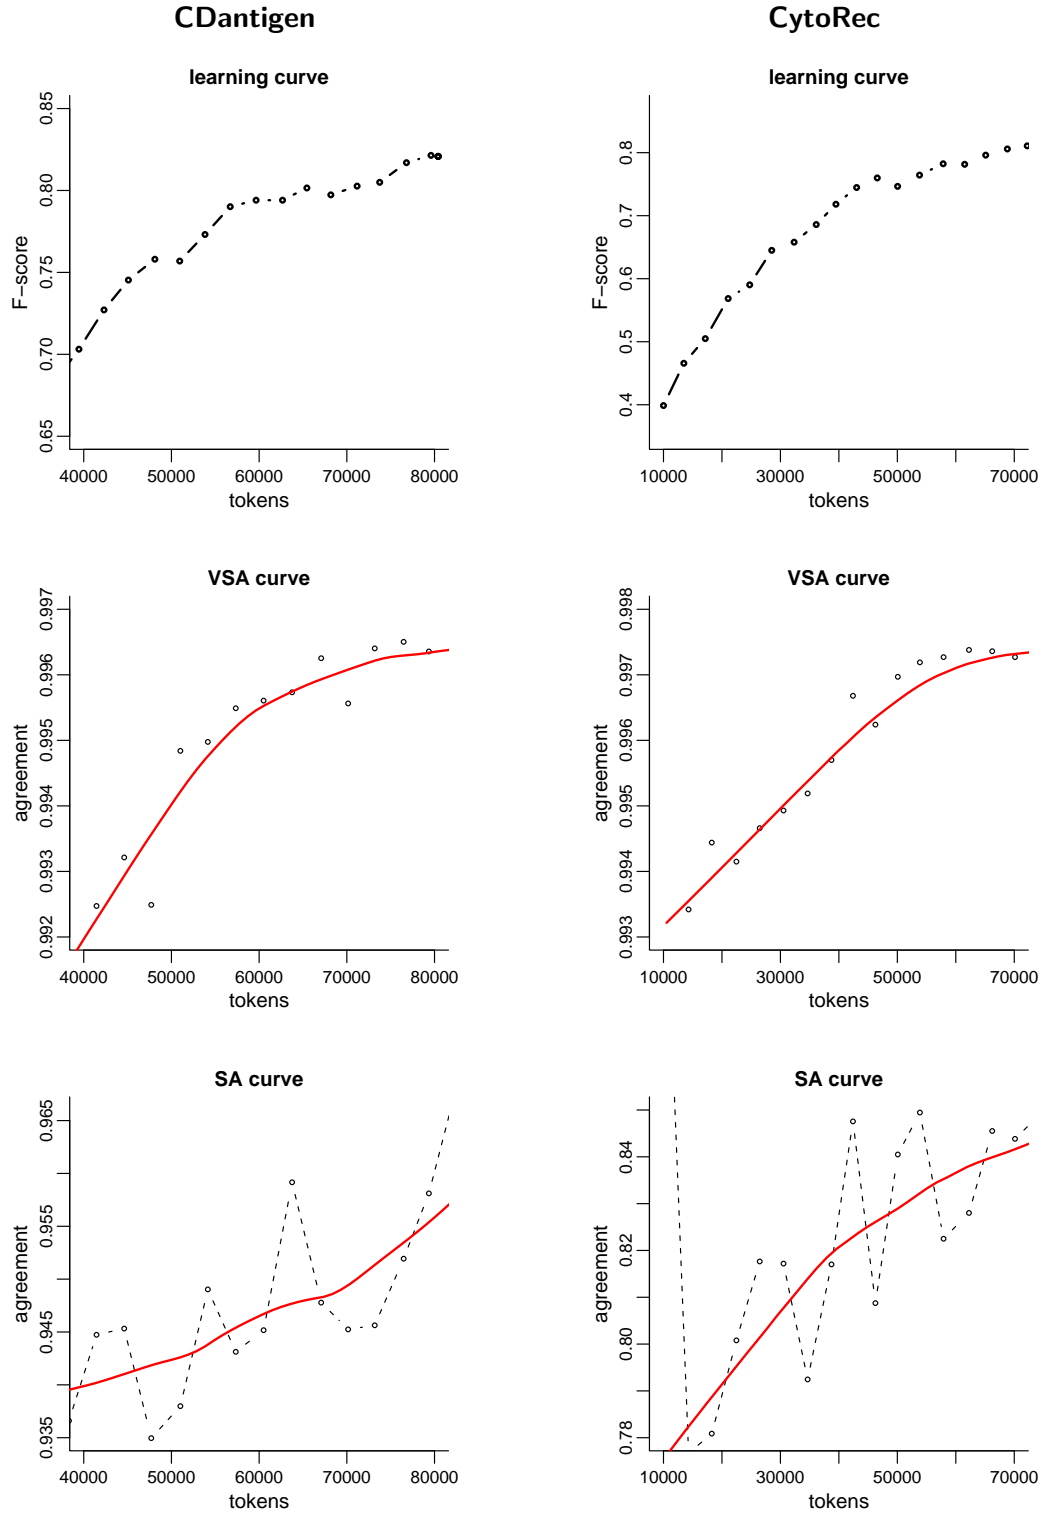 CDantigen
CytoRec
learning curve
F−score
0.65 0.70 0.75 0.80 0.85
40000 50000 60000 70000 80000
tokens
learning curve
F−score
0.4 0.5 0.6 0.7 0.8
10000 30000 50000 70000
tokens
VSA curve
agreement
0.992 0.993 0.994 0.995 0.996 0.997
40000 50000 60000 70000 80000
tokens
VSA curve
agreement
0.993 0.994 0.995 0.996 0.997 0.998
10000 30000 50000 70000
tokens
SA curve
agreement
0.935 0.945 0.955 0.965
40000 50000 60000 70000 80000
tokens
SA curve
agreement
0.78 0.80 0.82 0.84
10000 30000 50000 70000
tokens